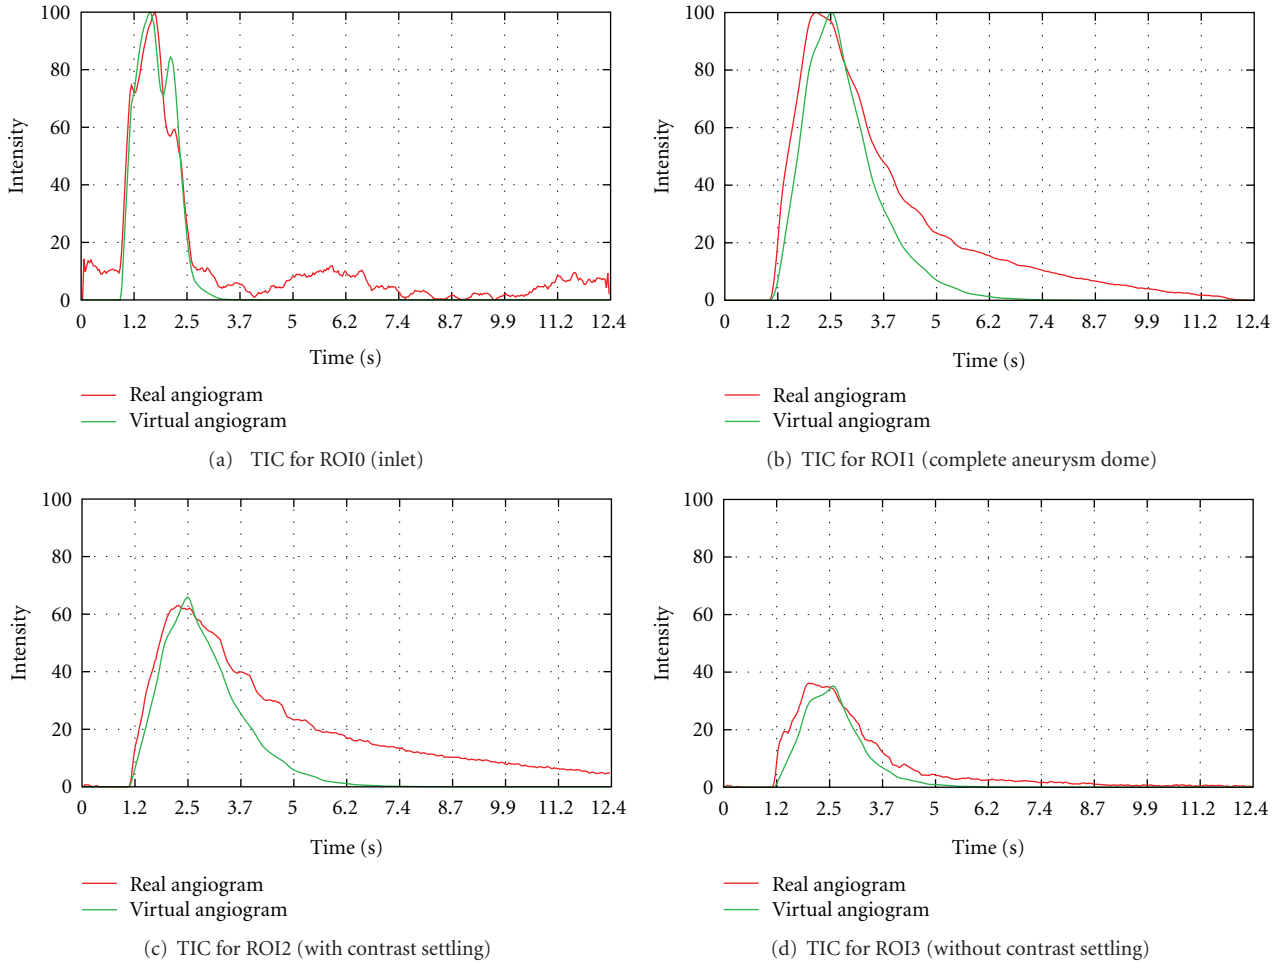 100
80
60
40
20
0
Intensity
0 1.2 2.5 3.7 5 6.2 7.4 8.7 9.9 11.2 12.4
Time (s)
Real angiogram
Virtual angiogram
(a) TIC for ROI0 (inlet)
100
80
60
40
20
0
Intensity
0 1.2 2.5 3.7 5 6.2 7.4 8.7 9.9 11.2 12.4
Time (s)
Real angiogram
Virtual angiogram
(b) TIC for ROI1 (complete aneurysm dome)
100
80
60
40
20
0
Intensity
0 1.2 2.5 3.7 5 6.2 7.4 8.7 9.9 11.2 12.4
Time (s)
Real angiogram
Virtual angiogram
(c) TIC for ROI2 (with contrast settling)
100
80
60
40
20
0
Intensity
0 1.2 2.5 3.7 5 6.2 7.4 8.7 9.9 11.2 12.4
Time (s)
Real angiogram
Virtual angiogram
(d) TIC for ROI3 (without contrast settling)